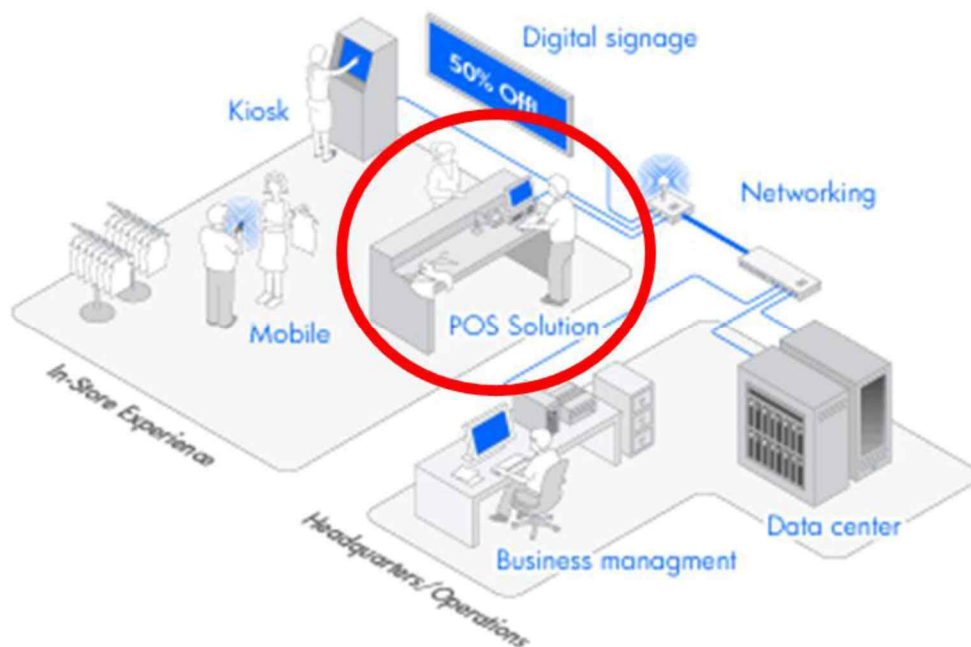 Digital signage
50% Off!
Kiosk
Networking
Mobile
POS Solution
In-Store Experience
Data center
Business managment
Headquarters/Operations